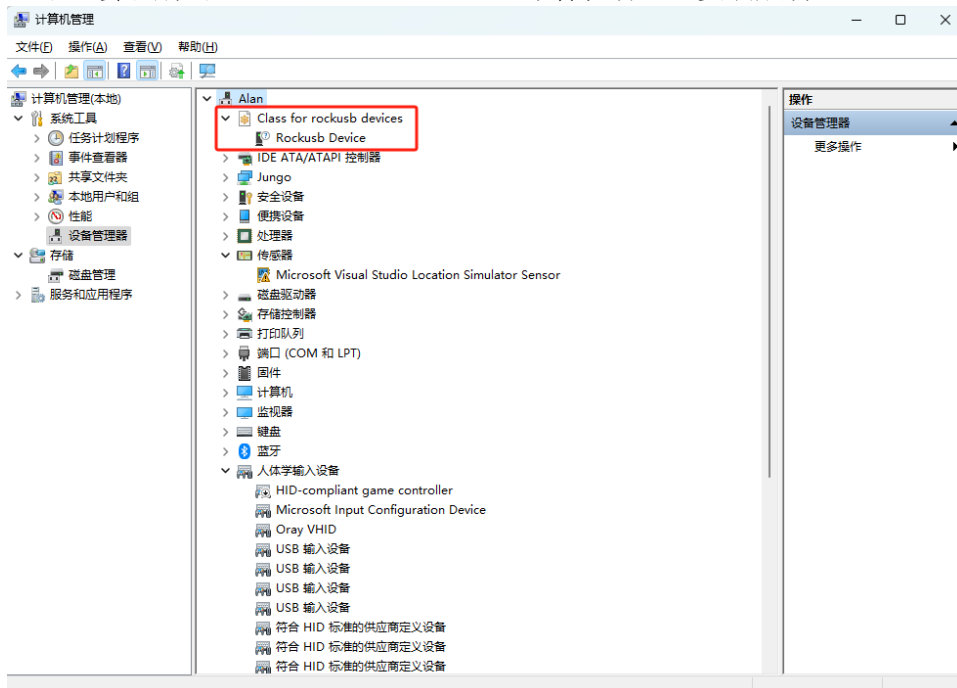 计算机管理
文件(F) 操作(A) 查看(V) 帮助(H)
计算机管理(本地)
系统工具
任务计划程序
事件查看器
共享文件夹
本地用户和组
性能
设备管理器
存储
磁盘管理
服务和应用程序
Alan
Class for rockusb devices
Rockusb Device
IDE ATA/ATAPI 控制器
Jungo
安全设备
便携设备
处理器
传感器
Microsoft Visual Studio Location Simulator Sensor
磁盘驱动器
存储控制器
打印队列
端口 (COM 和 LPT)
固件
计算机
监视器
键盘
蓝牙
人体学输入设备
HID-compliant game controller
Microsoft Input Configuration Device
Oray VHID
USB 输入设备
USB 输入设备
USB 输入设备
USB 输入设备
符合 HID 标准的供应商定义设备
符合 HID 标准的供应商定义设备
符合 HID 标准的供应商定义设备
操作
设备管理器
更多操作